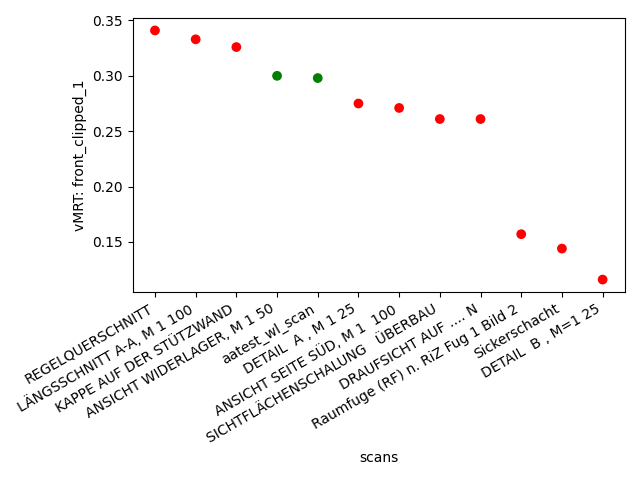 0.35
0.30
0.25
0.20
0.15
vMRT: front_clipped_1
REGELQUERSCHNITT
LÄNGSSCHNITT A-A, M 1 100
KAPPE AUF DER STÜTZWAND
ANSICHT WIDERLAGER, M 1 50
aatest_wl_scan
DETAIL  A , M 1 25
ANSICHT SEITE SÜD, M 1  100
SICHTFLÄCHENSCHALUNG   ÜBERBAU
DRAUFSICHT AUF .... N
Raumfuge (RF) n. RiZ Fug 1 Bild 2
Sickerschacht
DETAIL  B , M=1 25
scans